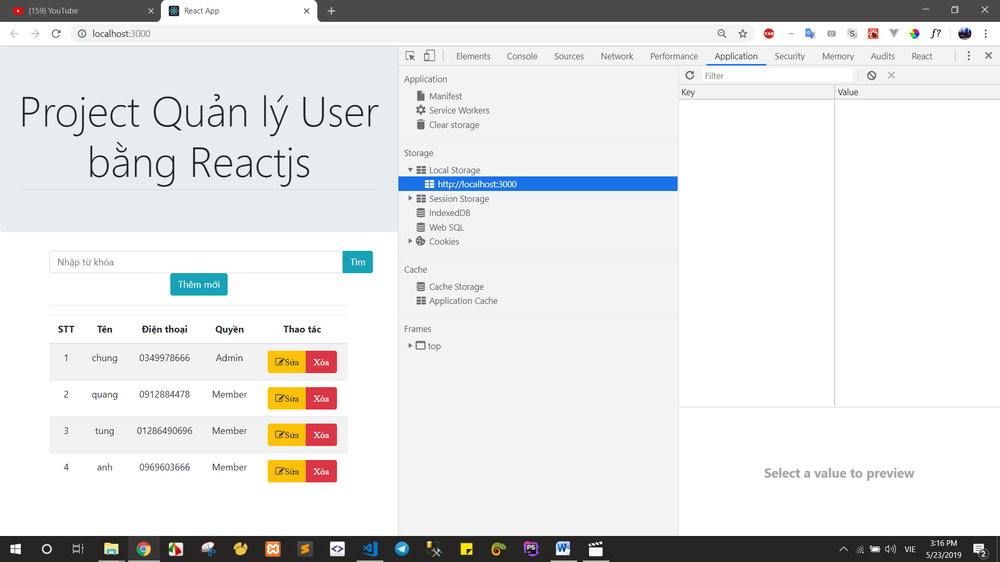 (159) YouTube
React App
localhost:3000
YAB
S
f?
Elements Console Sources Network Performance Application Security Memory Audits React
Project Quản lý User
bằng Reactjs
Nhập từ khóa
Tìm
Thêm mới
STT Tên Điện thoại Quyền Thao tác
1 chung 0349978666 Admin Sửa Xóa
2 quang 0912884478 Member Sửa Xóa
3 tung 01286490696 Member Sửa Xóa
4 anh 0969603666 Member Sửa Xóa
Application
Manifest
Service Workers
Clear storage
Storage
Local Storage
http://localhost:3000
Session Storage
IndexedDB
Web SQL
Cookies
Cache
Cache Storage
Application Cache
Frames
top
Filter
Key Value
Select a value to preview
PS
W
VIE
3:16 PM
5/23/2019
2